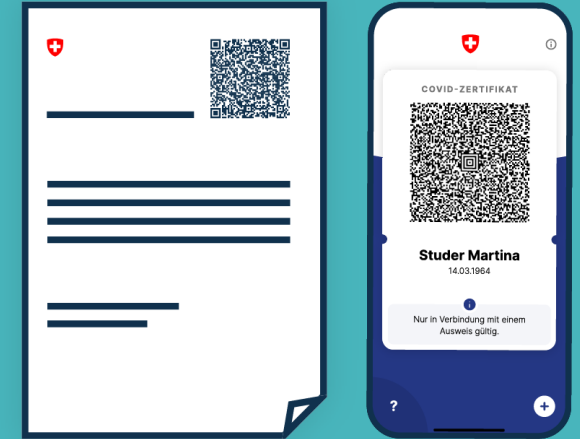 COVID-ZERTIFIKAT
Studer Martina
14.03.1964
Nur in Verbindung mit einem
Ausweis gültig.
?